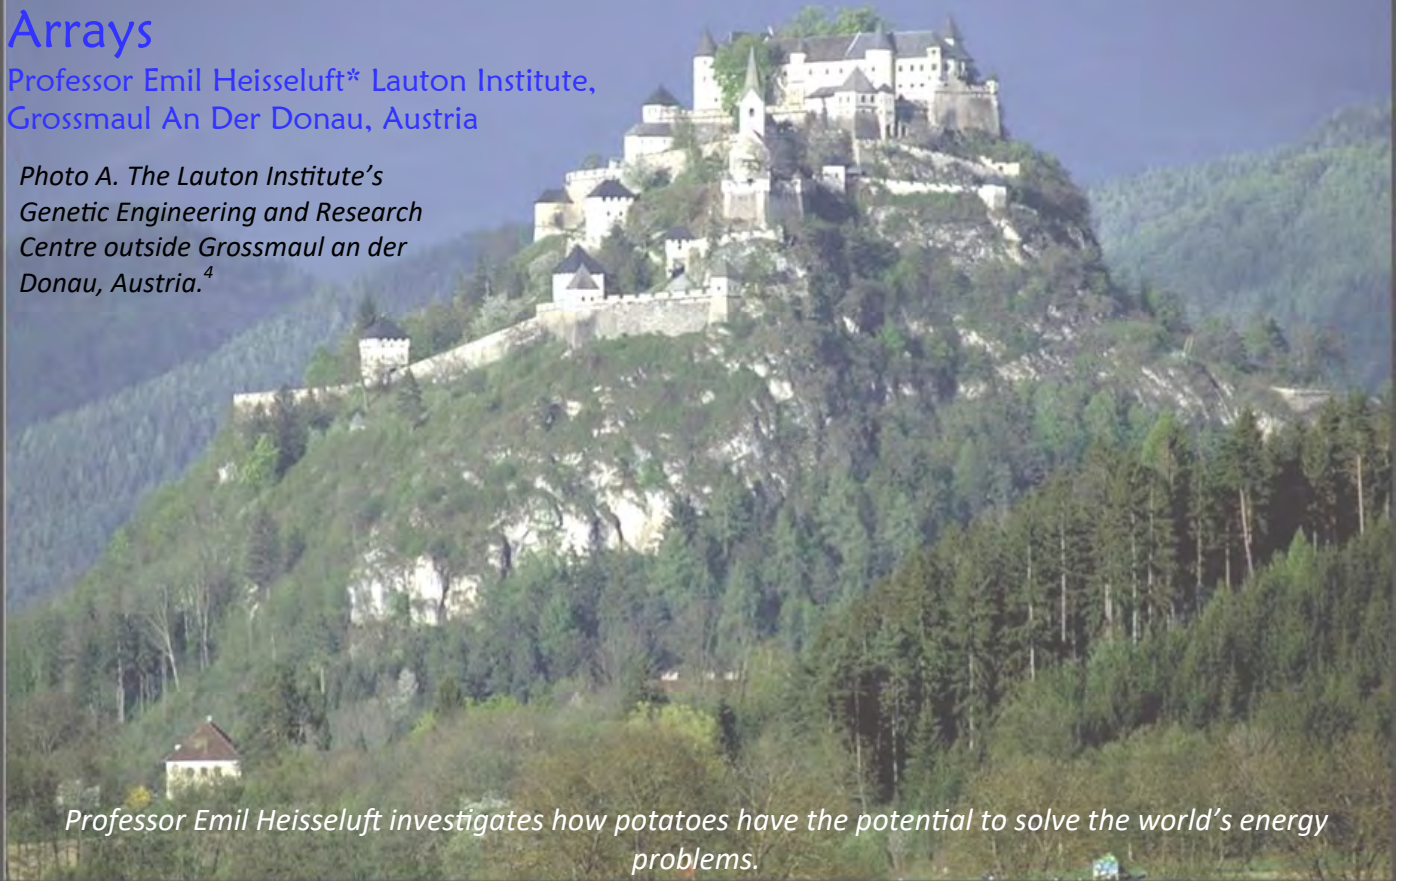 Arrays
Professor Emil Heisseluft* Lauton Institute,
Grossmaul An Der Donau, Austria
Photo A. The Lauton Institute’s
Genetic Engineering and Research
Centre outside Grossmaul an der
Donau, Austria.4
Professor Emil Heisseluft investigates how potatoes have the potential to solve the world’s energy
problems.